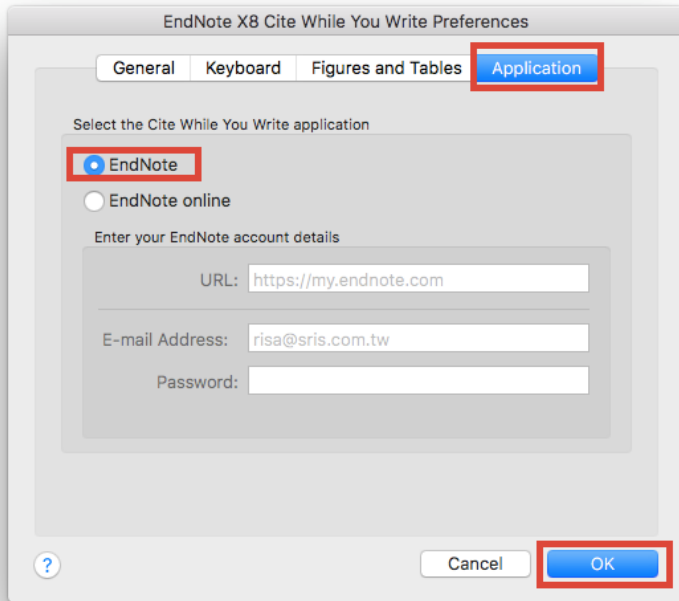 EndNote X8 Cite While You Write Preferences
General Keyboard Figures and Tables Application
Select the Cite While You Write application
EndNote
EndNote online
Enter your EndNote account details
URL: https://my.endnote.com
E-mail Address: risa@sris.com.tw
Password:
? Cancel OK